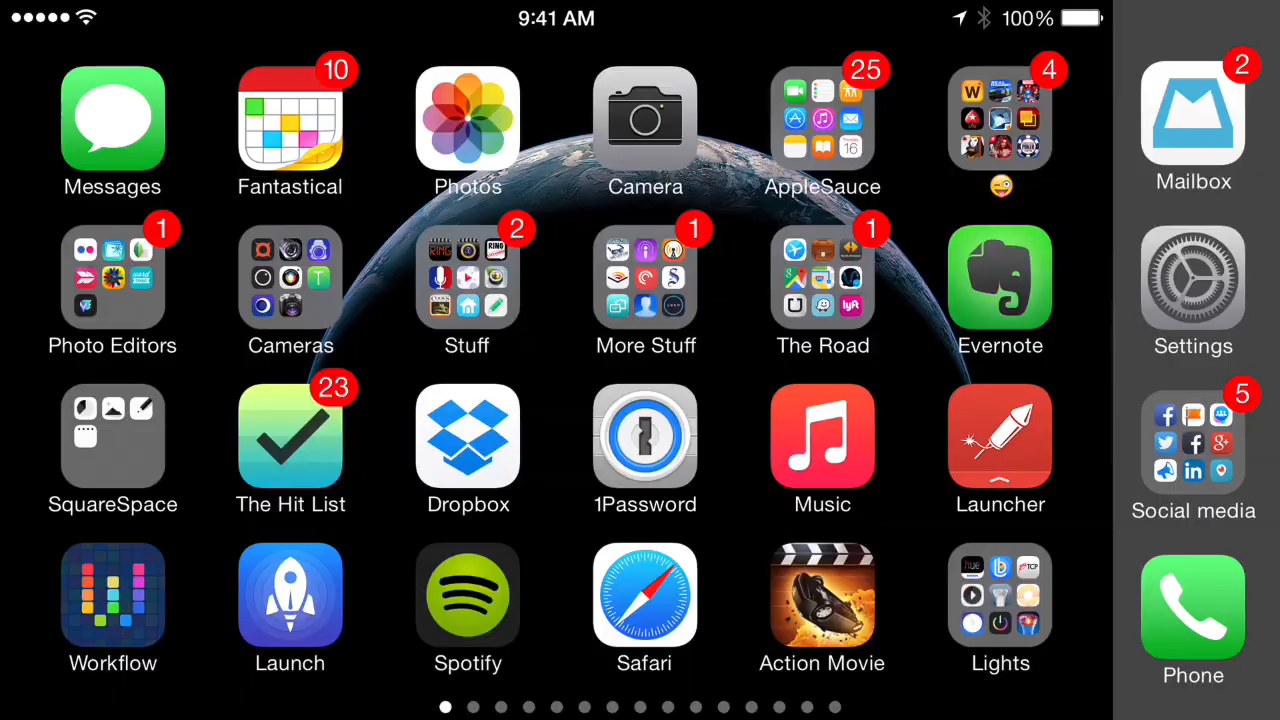 9:41 AM
100%
10
25
4
2
Messages
Fantastical
Photos
Camera
AppleSauce
Mailbox
1
2
1
1
Photo Editors
Cameras
Stuff
More Stuff
The Road
Evernote
Settings
23
5
SquareSpace
The Hit List
Dropbox
1Password
Music
Launcher
Social media
Workflow
Launch
Spotify
Safari
Action Movie
Lights
Phone